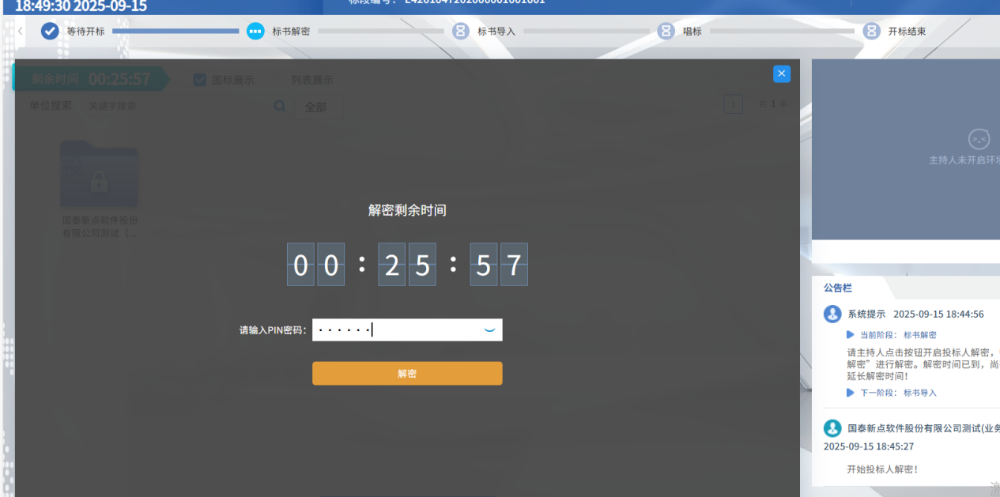 18:49:30 2025-09-15
等待开标
标书解密
标书导入
唱标
开标结束
剩余时间 00:25:57
图标展示
列表展示
单位搜索
关键字搜索
全部
1
共 1 条
国泰新点软件股份
有限公司测试（...
解密剩余时间
00:25:57
请输入PIN密码：
解密
主持人未开启环境
公告栏
系统提示 2025-09-15 18:44:56
当前阶段： 标书解密
请主持人点击按钮开启投标人解密，
解密”进行解密。解密时间已到，尚
延长解密时间！
下一阶段： 标书导入
国泰新点软件股份有限公司测试(业务
2025-09-15 18:45:27
开始投标人解密！